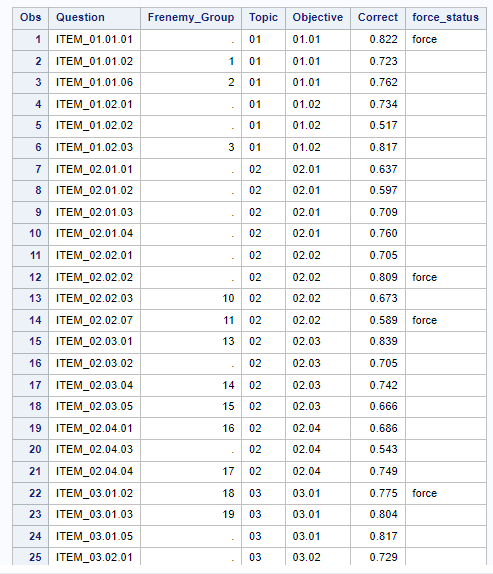 Obs Question Frenemy_Group Topic Objective Correct force_status
1 ITEM_01.01.01 . 01 01.01 0.822 force
2 ITEM_01.01.02 1 01 01.01 0.723
3 ITEM_01.01.06 2 01 01.01 0.762
4 ITEM_01.02.01 . 01 01.02 0.734
5 ITEM_01.02.02 . 01 01.02 0.517
6 ITEM_01.02.03 3 01 01.02 0.817
7 ITEM_02.01.01 . 02 02.01 0.637
8 ITEM_02.01.02 . 02 02.01 0.597
9 ITEM_02.01.03 . 02 02.01 0.709
10 ITEM_02.01.04 . 02 02.01 0.760
11 ITEM_02.02.01 . 02 02.02 0.705
12 ITEM_02.02.02 . 02 02.02 0.809 force
13 ITEM_02.02.03 10 02 02.02 0.673
14 ITEM_02.02.07 11 02 02.02 0.589 force
15 ITEM_02.03.01 13 02 02.03 0.839
16 ITEM_02.03.02 . 02 02.03 0.705
17 ITEM_02.03.04 14 02 02.03 0.742
18 ITEM_02.03.05 15 02 02.03 0.666
19 ITEM_02.04.01 16 02 02.04 0.686
20 ITEM_02.04.03 . 02 02.04 0.543
21 ITEM_02.04.04 17 02 02.04 0.749
22 ITEM_03.01.02 18 03 03.01 0.775 force
23 ITEM_03.01.03 19 03 03.01 0.804
24 ITEM_03.01.05 . 03 03.01 0.817
25 ITEM_03.02.01 . 03 03.02 0.729